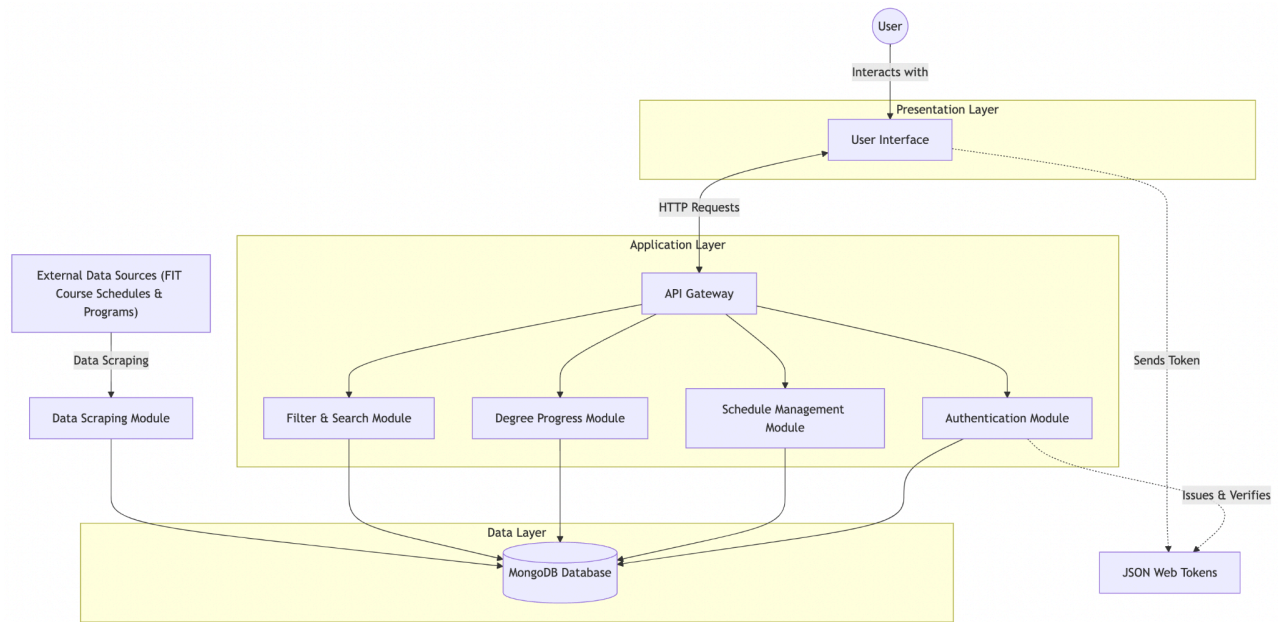 User
Interacts with
Presentation Layer
User Interface
HTTP Requests
Application Layer
External Data Sources (FIT
Course Schedules &
Programs)
API Gateway
Data Scraping
Sends Token
Data Scraping Module
Filter & Search Module
Degree Progress Module
Schedule Management
Module
Authentication Module
Issues & Verifies
Data Layer
MongoDB Database
JSON Web Tokens